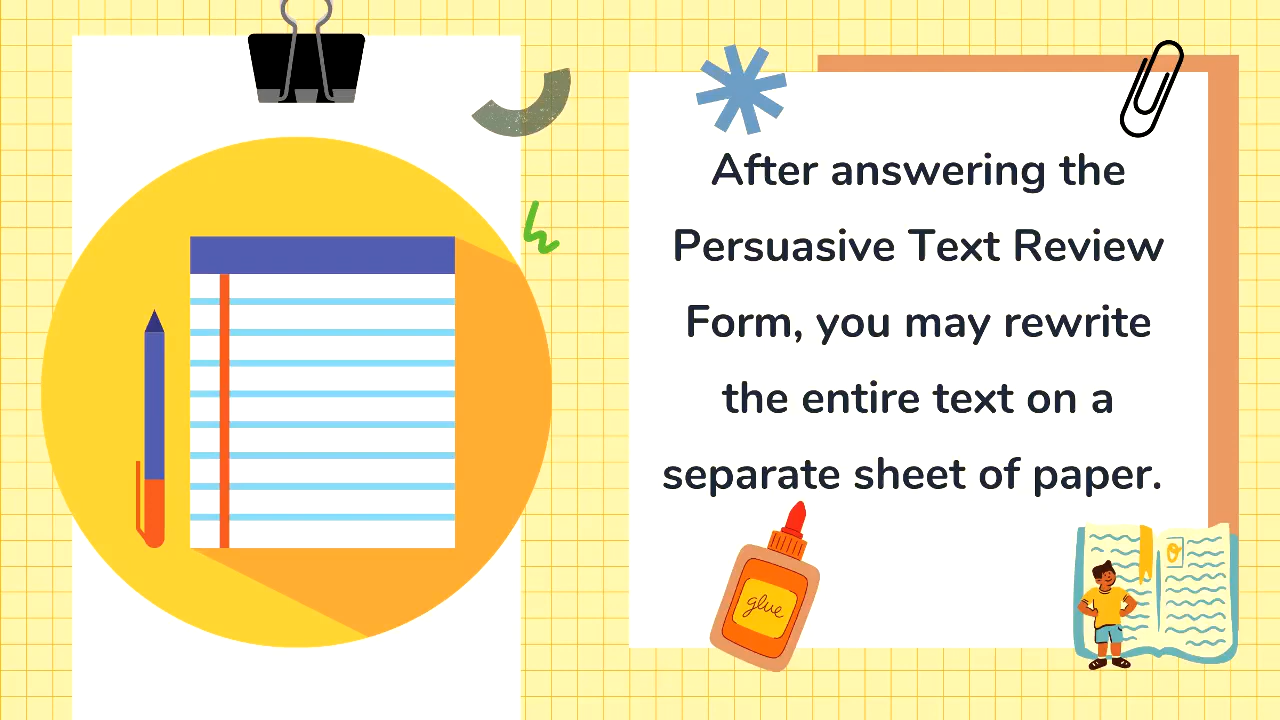 After answering the
Persuasive Text Review
Form, you may rewrite
the entire text on a
separate sheet of paper.
glue